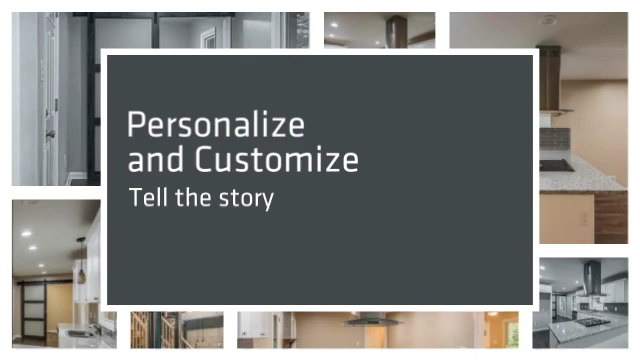 Personalize
and Customize
Tell the story